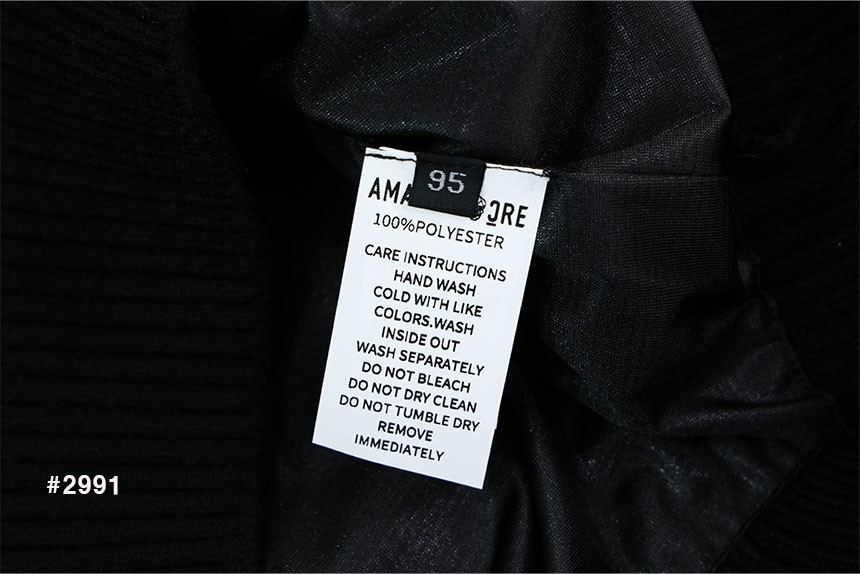 95
100%POLYESTER
CARE INSTRUCTIONS
HAND WASH
COLD WITH LIKE
COLORS.WASH
INSIDE OUT
WASH SEPARATELY
DO NOT BLEACH
DO NOT DRY CLEAN
DO NOT TUMBLE DRY
REMOVE
IMMEDIATELY
#2991